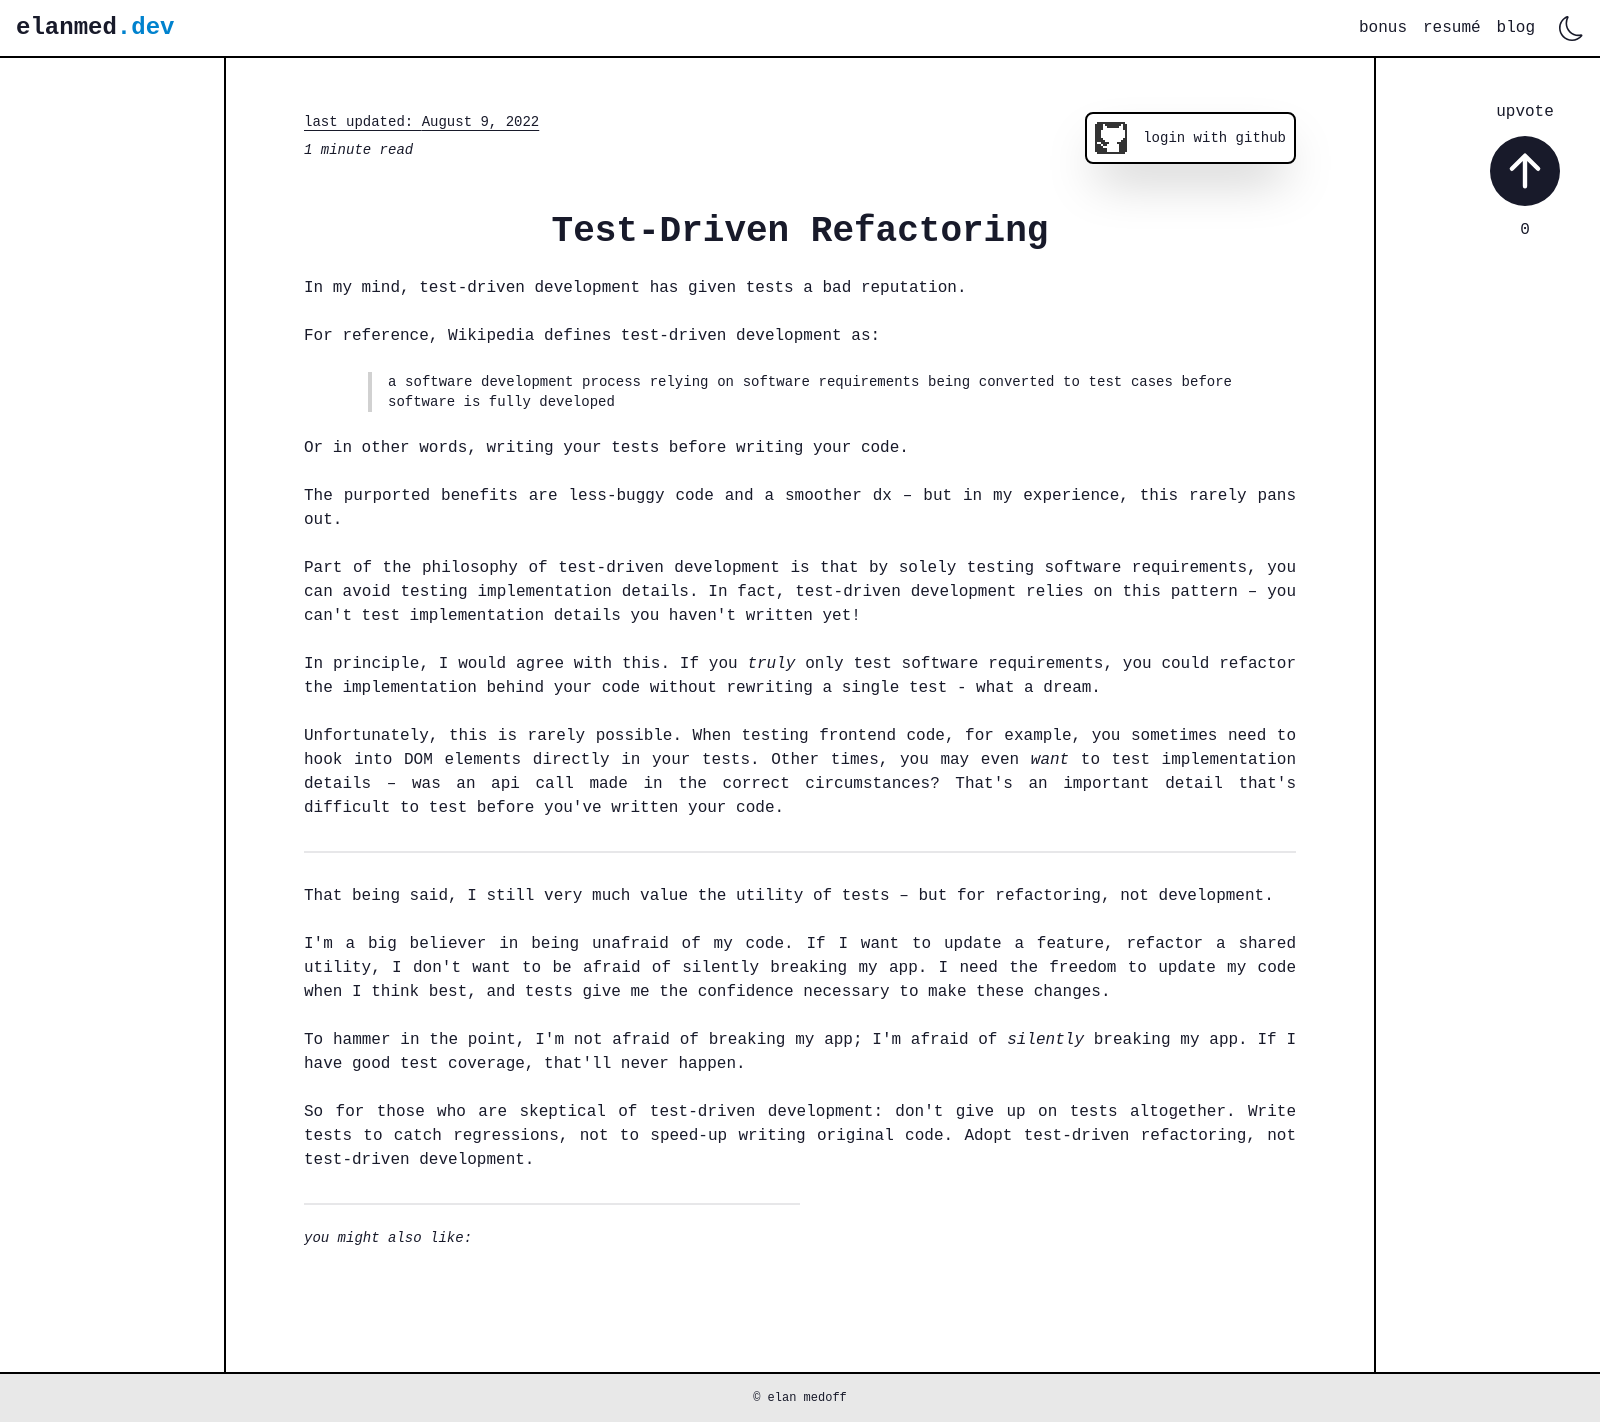 elanmed.dev
bonus resumé blog
last updated: August 9, 2022
1 minute read
login with github
upvote
0
Test-Driven Refactoring
In my mind, test-driven development has given tests a bad reputation.
For reference, Wikipedia defines test-driven development as:
a software development process relying on software requirements being converted to test cases before
software is fully developed
Or in other words, writing your tests before writing your code.
The purported benefits are less-buggy code and a smoother dx – but in my experience, this rarely pans
out.
Part of the philosophy of test-driven development is that by solely testing software requirements, you
can avoid testing implementation details. In fact, test-driven development relies on this pattern – you
can't test implementation details you haven't written yet!
In principle, I would agree with this. If you truly only test software requirements, you could refactor
the implementation behind your code without rewriting a single test - what a dream.
Unfortunately, this is rarely possible. When testing frontend code, for example, you sometimes need to
hook into DOM elements directly in your tests. Other times, you may even want to test implementation
details – was an api call made in the correct circumstances? That's an important detail that's
difficult to test before you've written your code.
That being said, I still very much value the utility of tests – but for refactoring, not development.
I'm a big believer in being unafraid of my code. If I want to update a feature, refactor a shared
utility, I don't want to be afraid of silently breaking my app. I need the freedom to update my code
when I think best, and tests give me the confidence necessary to make these changes.
To hammer in the point, I'm not afraid of breaking my app; I'm afraid of silently breaking my app. If I
have good test coverage, that'll never happen.
So for those who are skeptical of test-driven development: don't give up on tests altogether. Write
tests to catch regressions, not to speed-up writing original code. Adopt test-driven refactoring, not
test-driven development.
you might also like:
© elan medoff